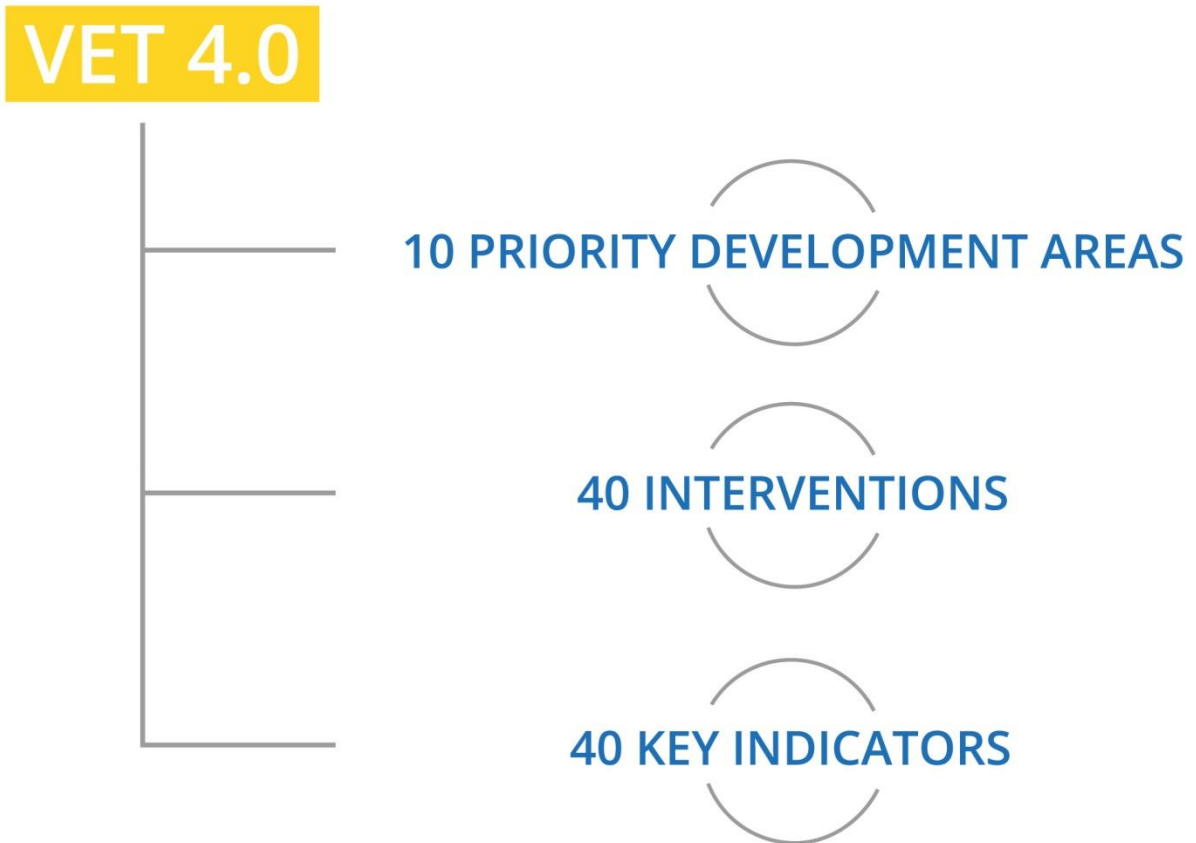 VET 4.0
10 PRIORITY DEVELOPMENT AREAS
40 INTERVENTIONS
40 KEY INDICATORS